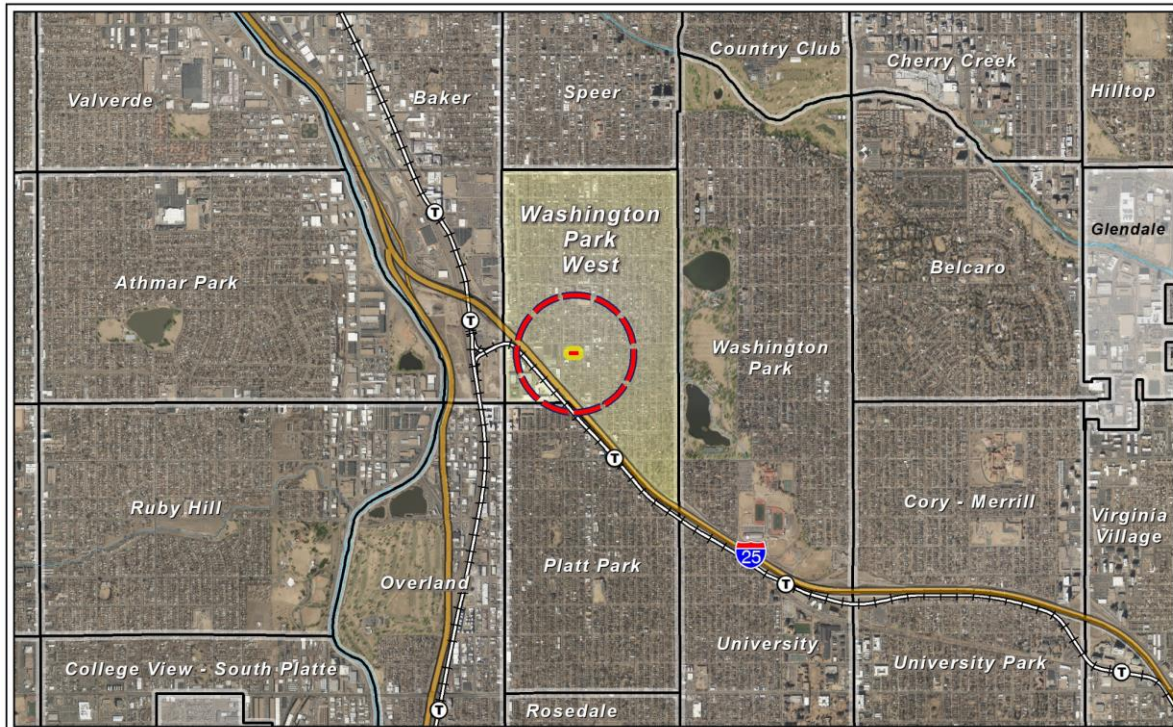 Country Club
Cherry Creek
Valverde
Baker
Speer
Hilltop
Washington
Park
West
Glendale
Athmar Park
Belcaro
T
T
Washington
Park
T
Ruby Hill
Cory - Merrill
Virginia
Village
25
Overland
Platt Park
T
University
College View - South Platte
University Park
T
T
Rosedale